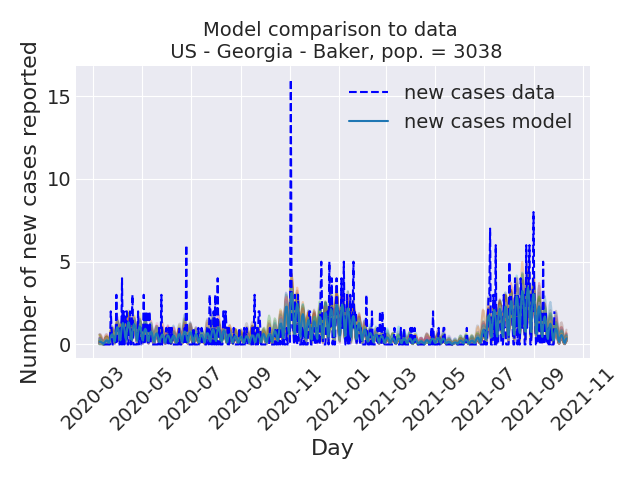 Model comparison to data
US - Georgia - Baker, pop. = 3038
Number of new cases reported
15
10
5
0
new cases data
new cases model
2020-03
2020-05
2020-07
2020-09
2020-11
2021-01
2021-03
2021-05
2021-07
2021-09
2021-11
Day